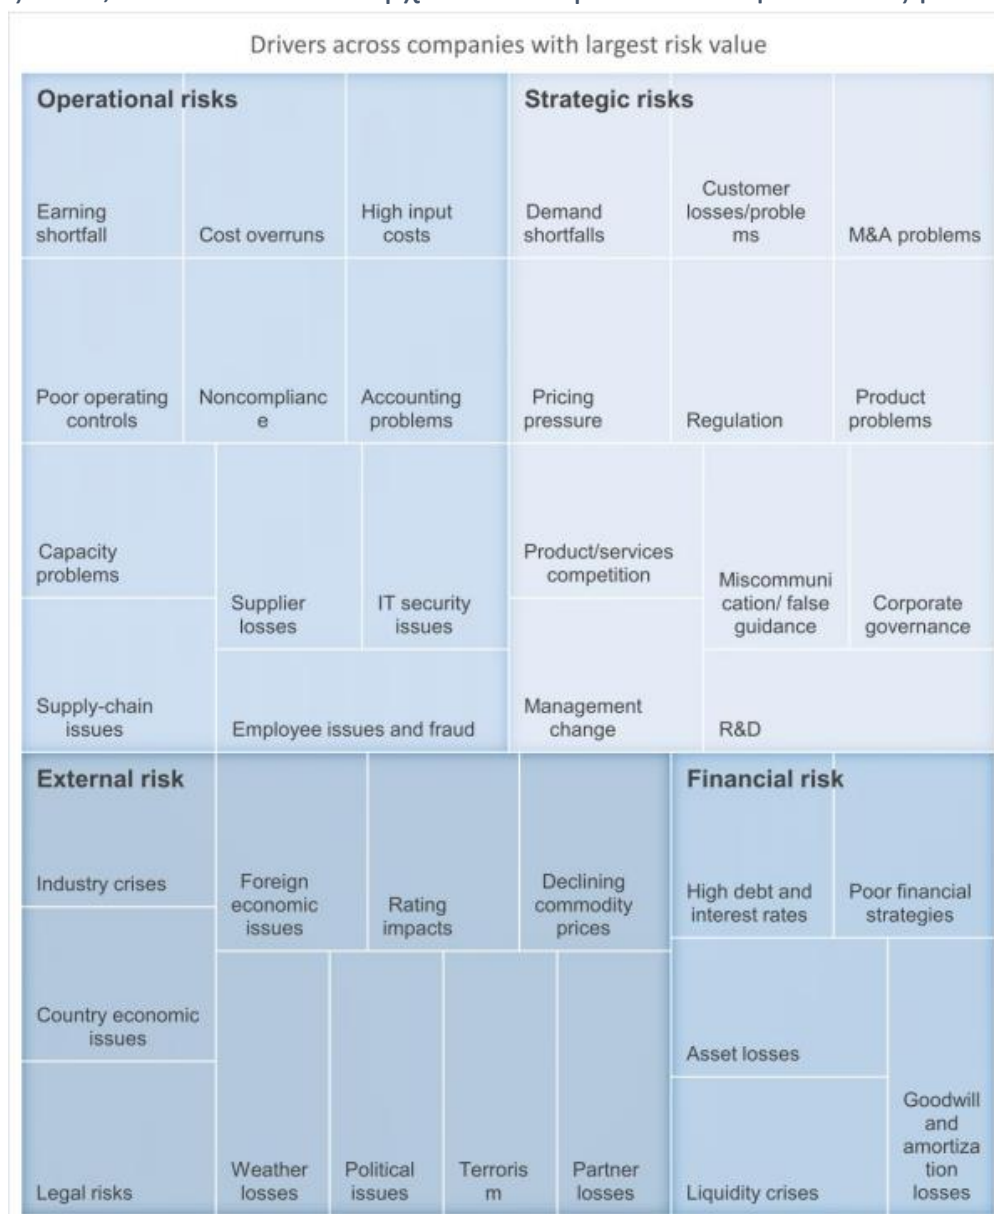 Drivers across companies with largest risk value
Operational risks
Earning
shortfall
Cost overruns
High input
costs
Poor operating
controls
Noncomplianc
e
Accounting
problems
Capacity
problems
Supplier
losses
IT security
issues
Supply-chain
issues
Employee issues and fraud
Strategic risks
Demand
shortfalls
Customer
losses/proble
ms
M&A problems
Pricing
pressure
Regulation
Product
problems
Product/services
competition
Miscommuni
cation/ false
guidance
Corporate
governance
Management
change
R&D
External risk
Industry crises
Foreign
economic
issues
Rating
impacts
Declining
commodity
prices
Country economic
issues
Legal risks
Weather
losses
Political
issues
Terroris
m
Partner
losses
Financial risk
High debt and
interest rates
Poor financial
strategies
Asset losses
Liquidity crises
Goodwill
and
amortiza
tion
losses